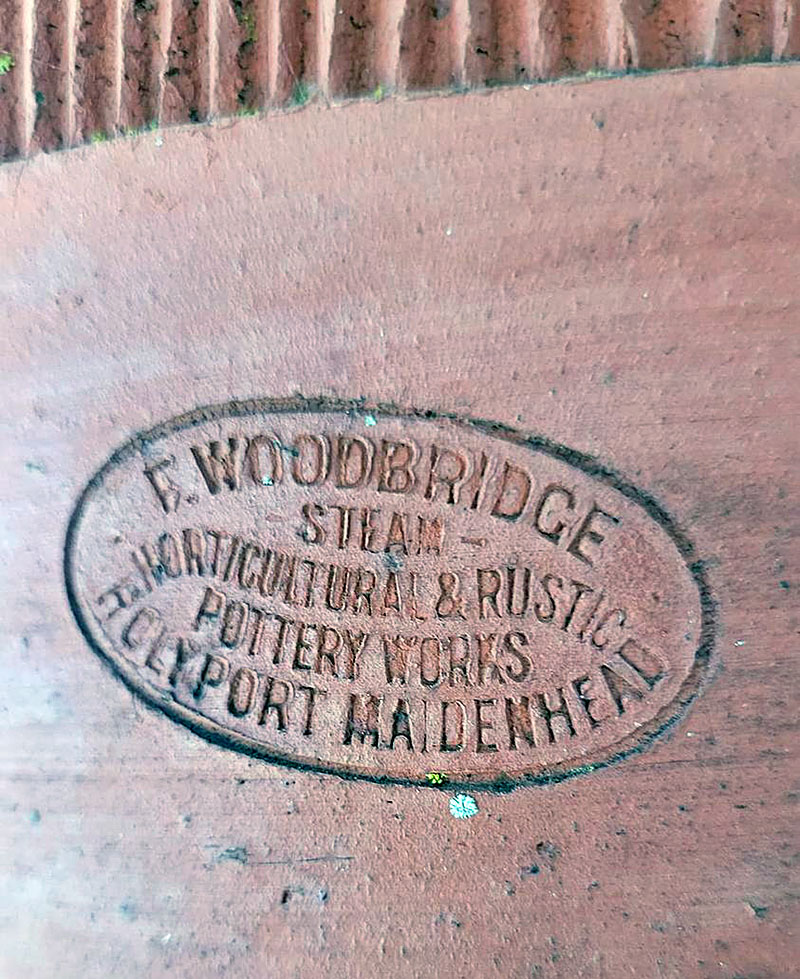 E. WOODBRIDGE
- STEAM -
HORTICULTURAL & RUSTIC
POTTERY WORKS
HOLYPORT MAIDENHEAD